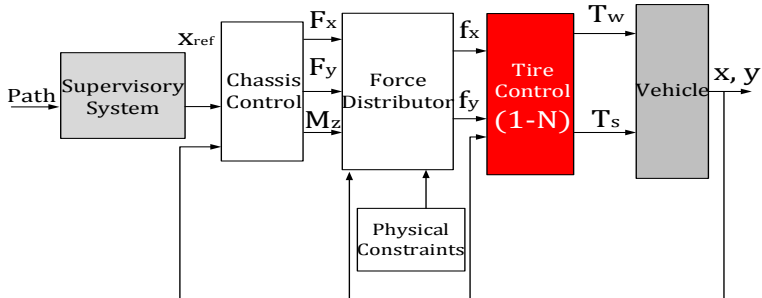 Path
Supervisory
System
xref
Chassis
Control
Fx
Fy
Mz
Force
Distributor
Physical
Constraints
fx
fy
Tire
Control
(1-N)
Tw
Ts
Vehicle
x, y